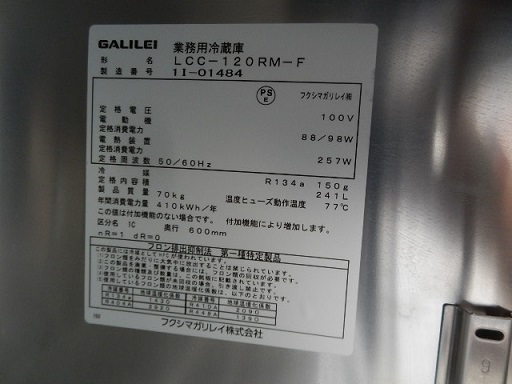 GALILEI 業務用冷蔵庫
形名 LCC-120RM-F
製造番号 11-01484
PS E フクシマガリレイ㈱
定格電圧 100V
電動機
定格消費電力 88/98W
電熱装置
定格消費電力 257W
定格周波数 50/60Hz
冷媒 R134a 150g
定格内容積 241L
製品質量 70kg 温度ヒューズ動作温度 77℃
年間消費電力量 410kWh/年
この値は付加機能のない場合です。付加機能により増加します。
区分名 1C 奥行 600mm
nR=1 dR=0
フロン排出抑制法 第一種特定製品
フクシマガリレイ株式会社